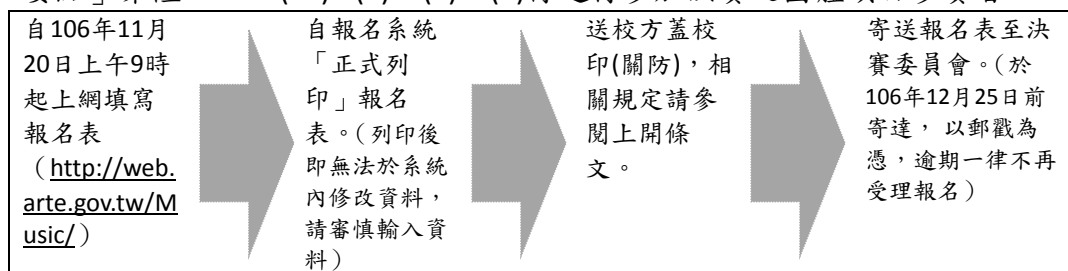 自106年11月
20日上午9時
起上網填寫
報名表
（http://web.
arte.gov.tw/M
usic/）
自報名系統
「正式列
印」報名
表。（列印後
即無法於系統
內修改資料，
請審慎輸入資
料）
送校方蓋校
印(關防)，相
關規定請參
閱上開條
文。
寄送報名表至決
賽委員會。（於
106年12月25日前
寄達， 以郵戳為
憑，逾期一律不再
受理報名）